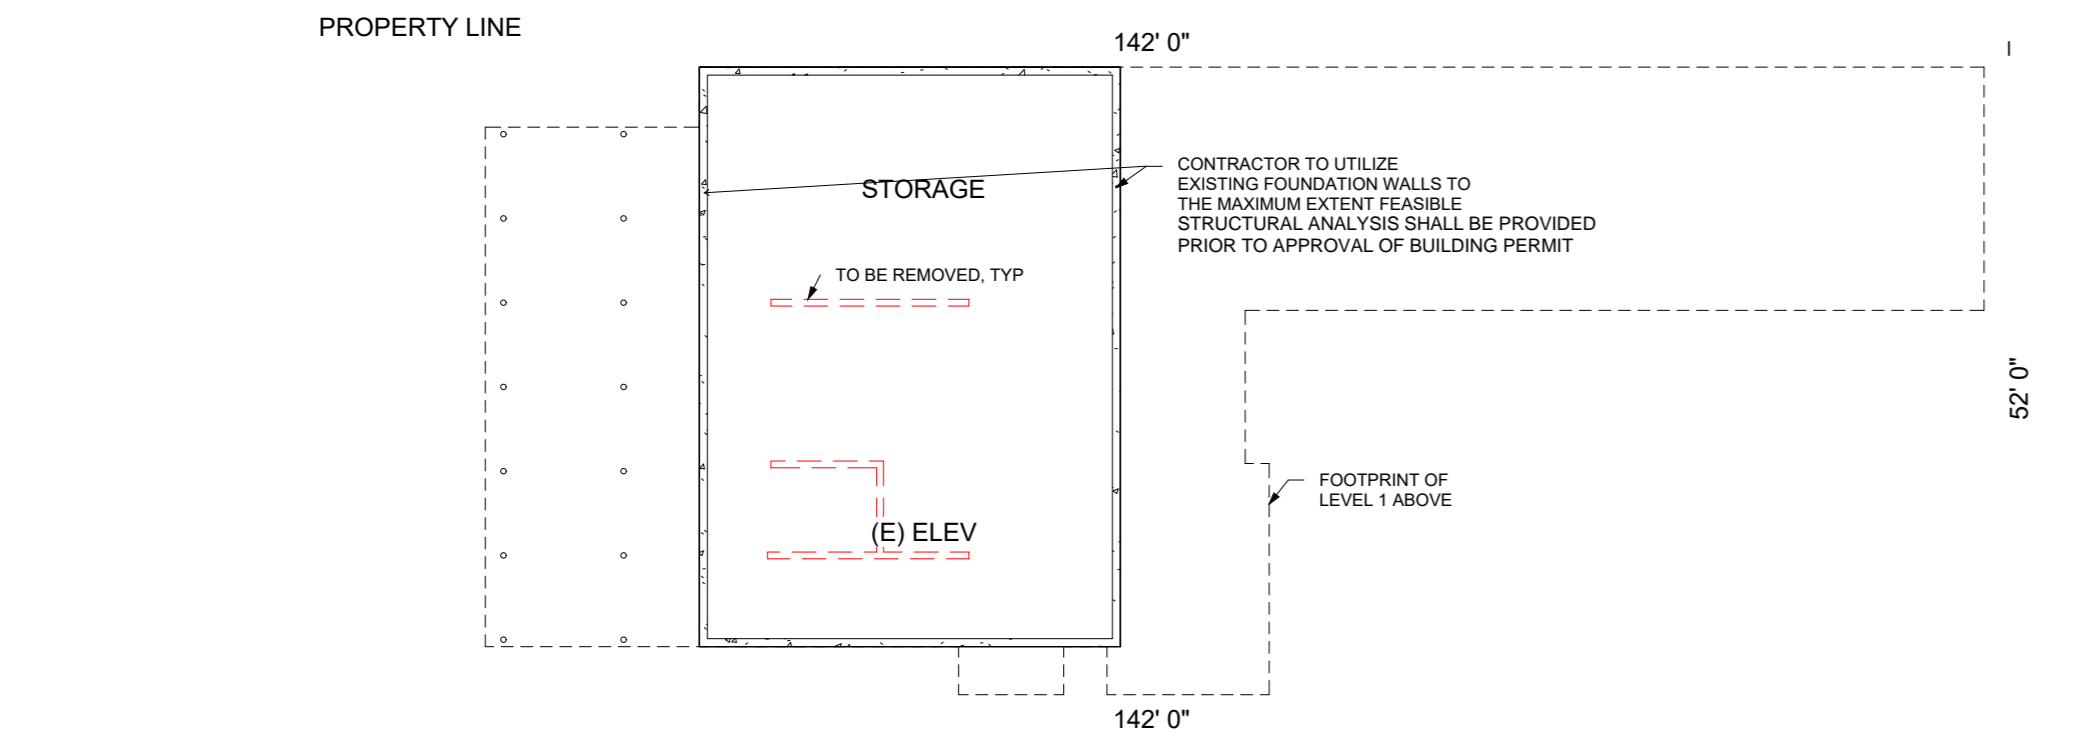 PROPERTY LINE
142' 0"
CONTRACTOR TO UTILIZE
EXISTING FOUNDATION WALLS TO
THE MAXIMUM EXTENT FEASIBLE
STRUCTURAL ANALYSIS SHALL BE PROVIDED
PRIOR TO APPROVAL OF BUILDING PERMIT
STORAGE
TO BE REMOVED, TYP
52' 0"
FOOTPRINT OF
LEVEL 1 ABOVE
(E) ELEV
142' 0"